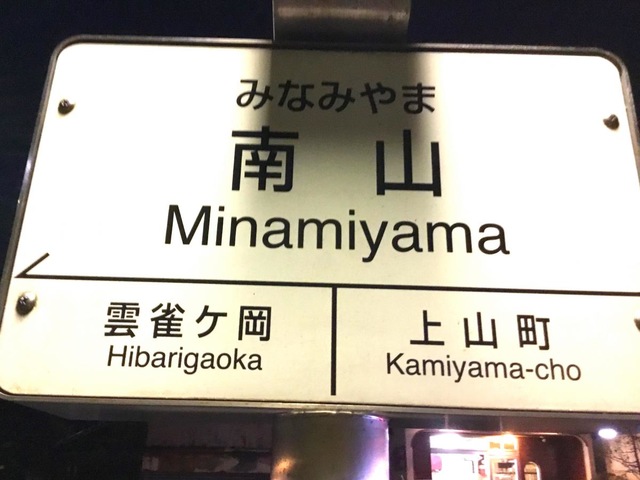 みなみやま
南山
Minamiyama
雲雀ケ岡
Hibarigaoka
上山町
Kamiyama-cho